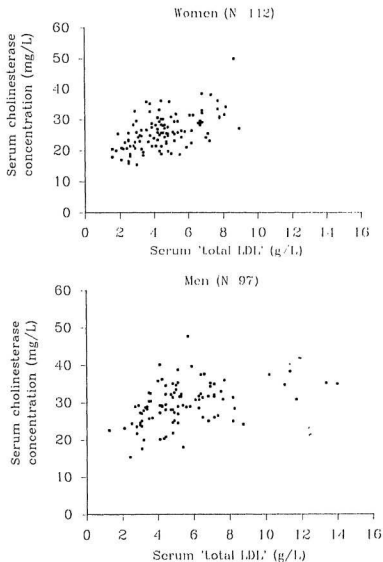 Women (N 112)
Serum cholinesterase
concentration (mg/L)
60
50
40
30
20
10
0
0 2 4 6 8 10 12 14 16
Serum 'total LDL' (g/L)
Men (N 97)
Serum cholinesterase
concentration (mg/L)
60
50
40
30
20
10
0
0 2 4 6 8 10 12 14 16
Serum 'total LDL' (g/L)